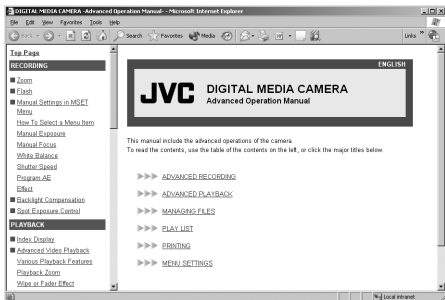 DIGITAL MEDIA CAMERA -Advanced Operation Manual- - Microsoft Internet Explorer
File Edit View Favorites Tools Help
Back Search Favorites Media Links »
Top Page
RECORDING
Zoom
Flash
Manual Settings in MSET
Menu
How To Select a Menu Item
Manual Exposure
Manual Focus
White Balance
Shutter Speed
Program AE
Effect
Backlight Compensation
Spot Exposure Control
PLAYBACK
Index Display
Advanced Video Playback
Various Playback Features
Playback Zoom
Wipe or Fader Effect
ENGLISH
JVC DIGITAL MEDIA CAMERA
Advanced Operation Manual
This manual include the advanced operations of the camera.
To read the contents, use the table of the contents on the left, or click the major titles below.
ADVANCED RECORDING
ADVANCED PLAYBACK
MANAGING FILES
PLAY LIST
PRINTING
MENU SETTINGS
Local intranet